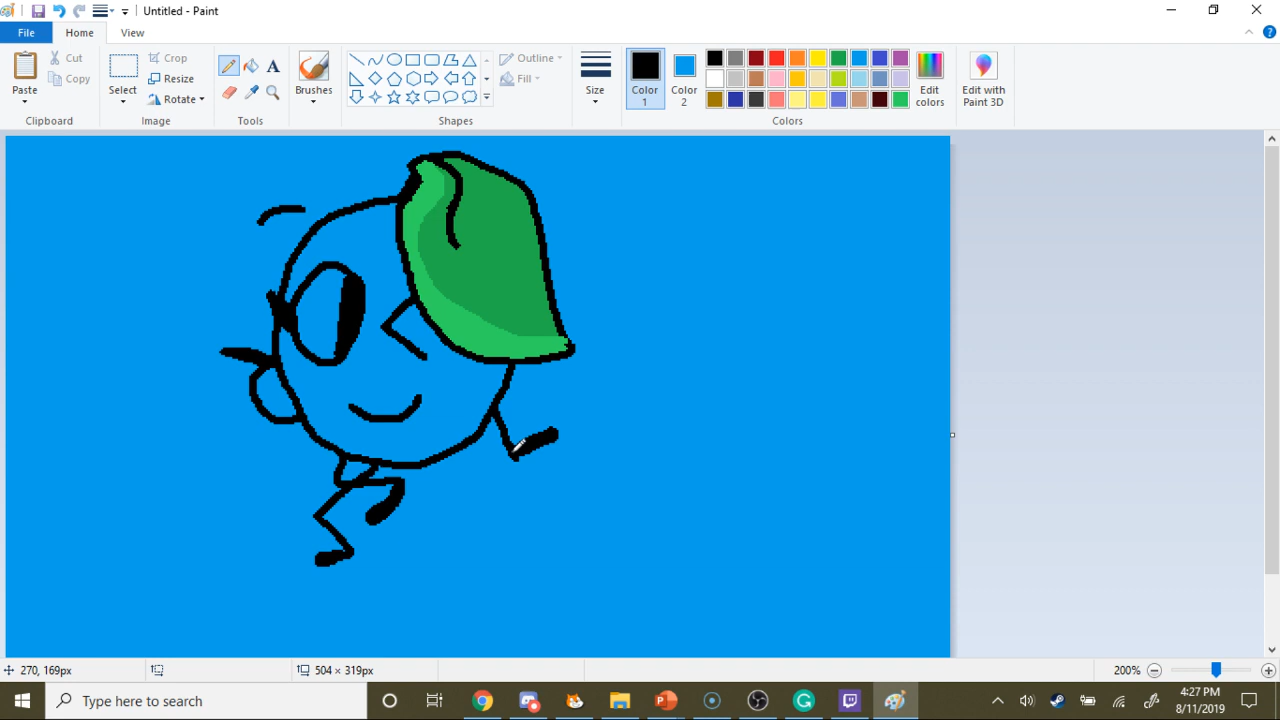 Untitled - Paint
File Home View
Paste
Cut
Copy
Clipboard
Select
Crop
Resize
Rotate
Image
A
Tools
Brushes
Outline
Fill
Shapes
Size
Color 1
Color 2
Edit colors
Colors
Edit with Paint 3D
270, 169px
504 × 319px
200%
Type here to search
4:27 PM
8/11/2019